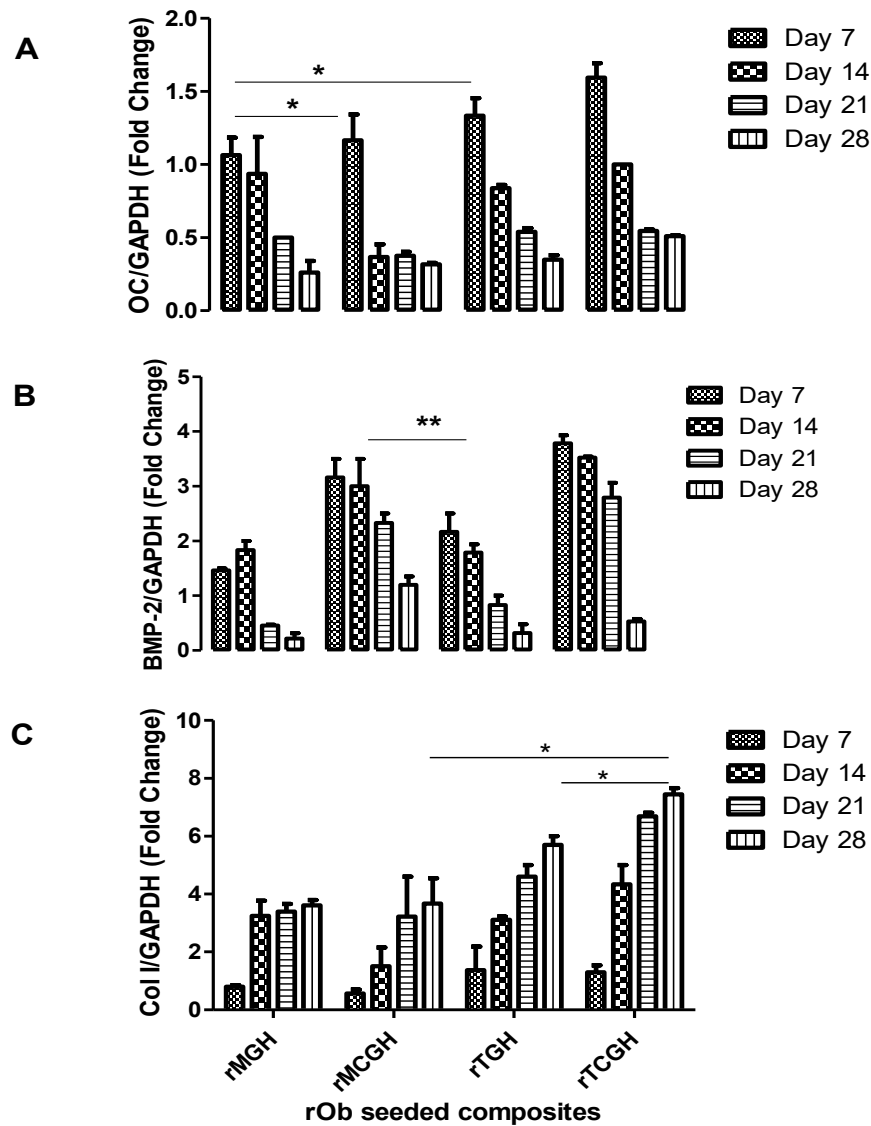 A
OC/GAPDH (Fold Change)
2.0
1.5
1.0
0.5
0.0
*
*
Day 7
Day 14
Day 21
Day 28
B
BMP-2/GAPDH (Fold Change)
5
4
3
2
1
0
**
Day 7
Day 14
Day 21
Day 28
C
Col I/GAPDH (Fold Change)
10
8
6
4
2
0
*
*
Day 7
Day 14
Day 21
Day 28
rMGH
rMCGH
rTGH
rTCGH
rOb seeded composites